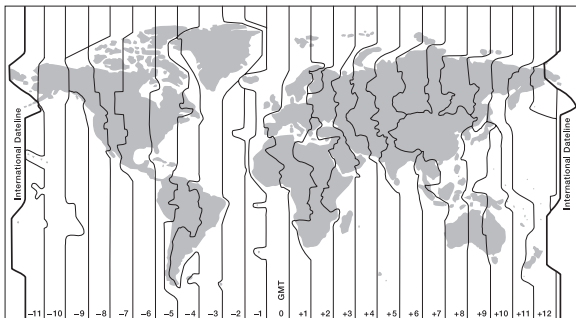 International Dateline
International Dateline
GMT
−11 −10 −9 −8 −7 −6 −5 −4 −3 −2 −1 0 +1 +2 +3 +4 +5 +6 +7 +8 +9 +10 +11 +12